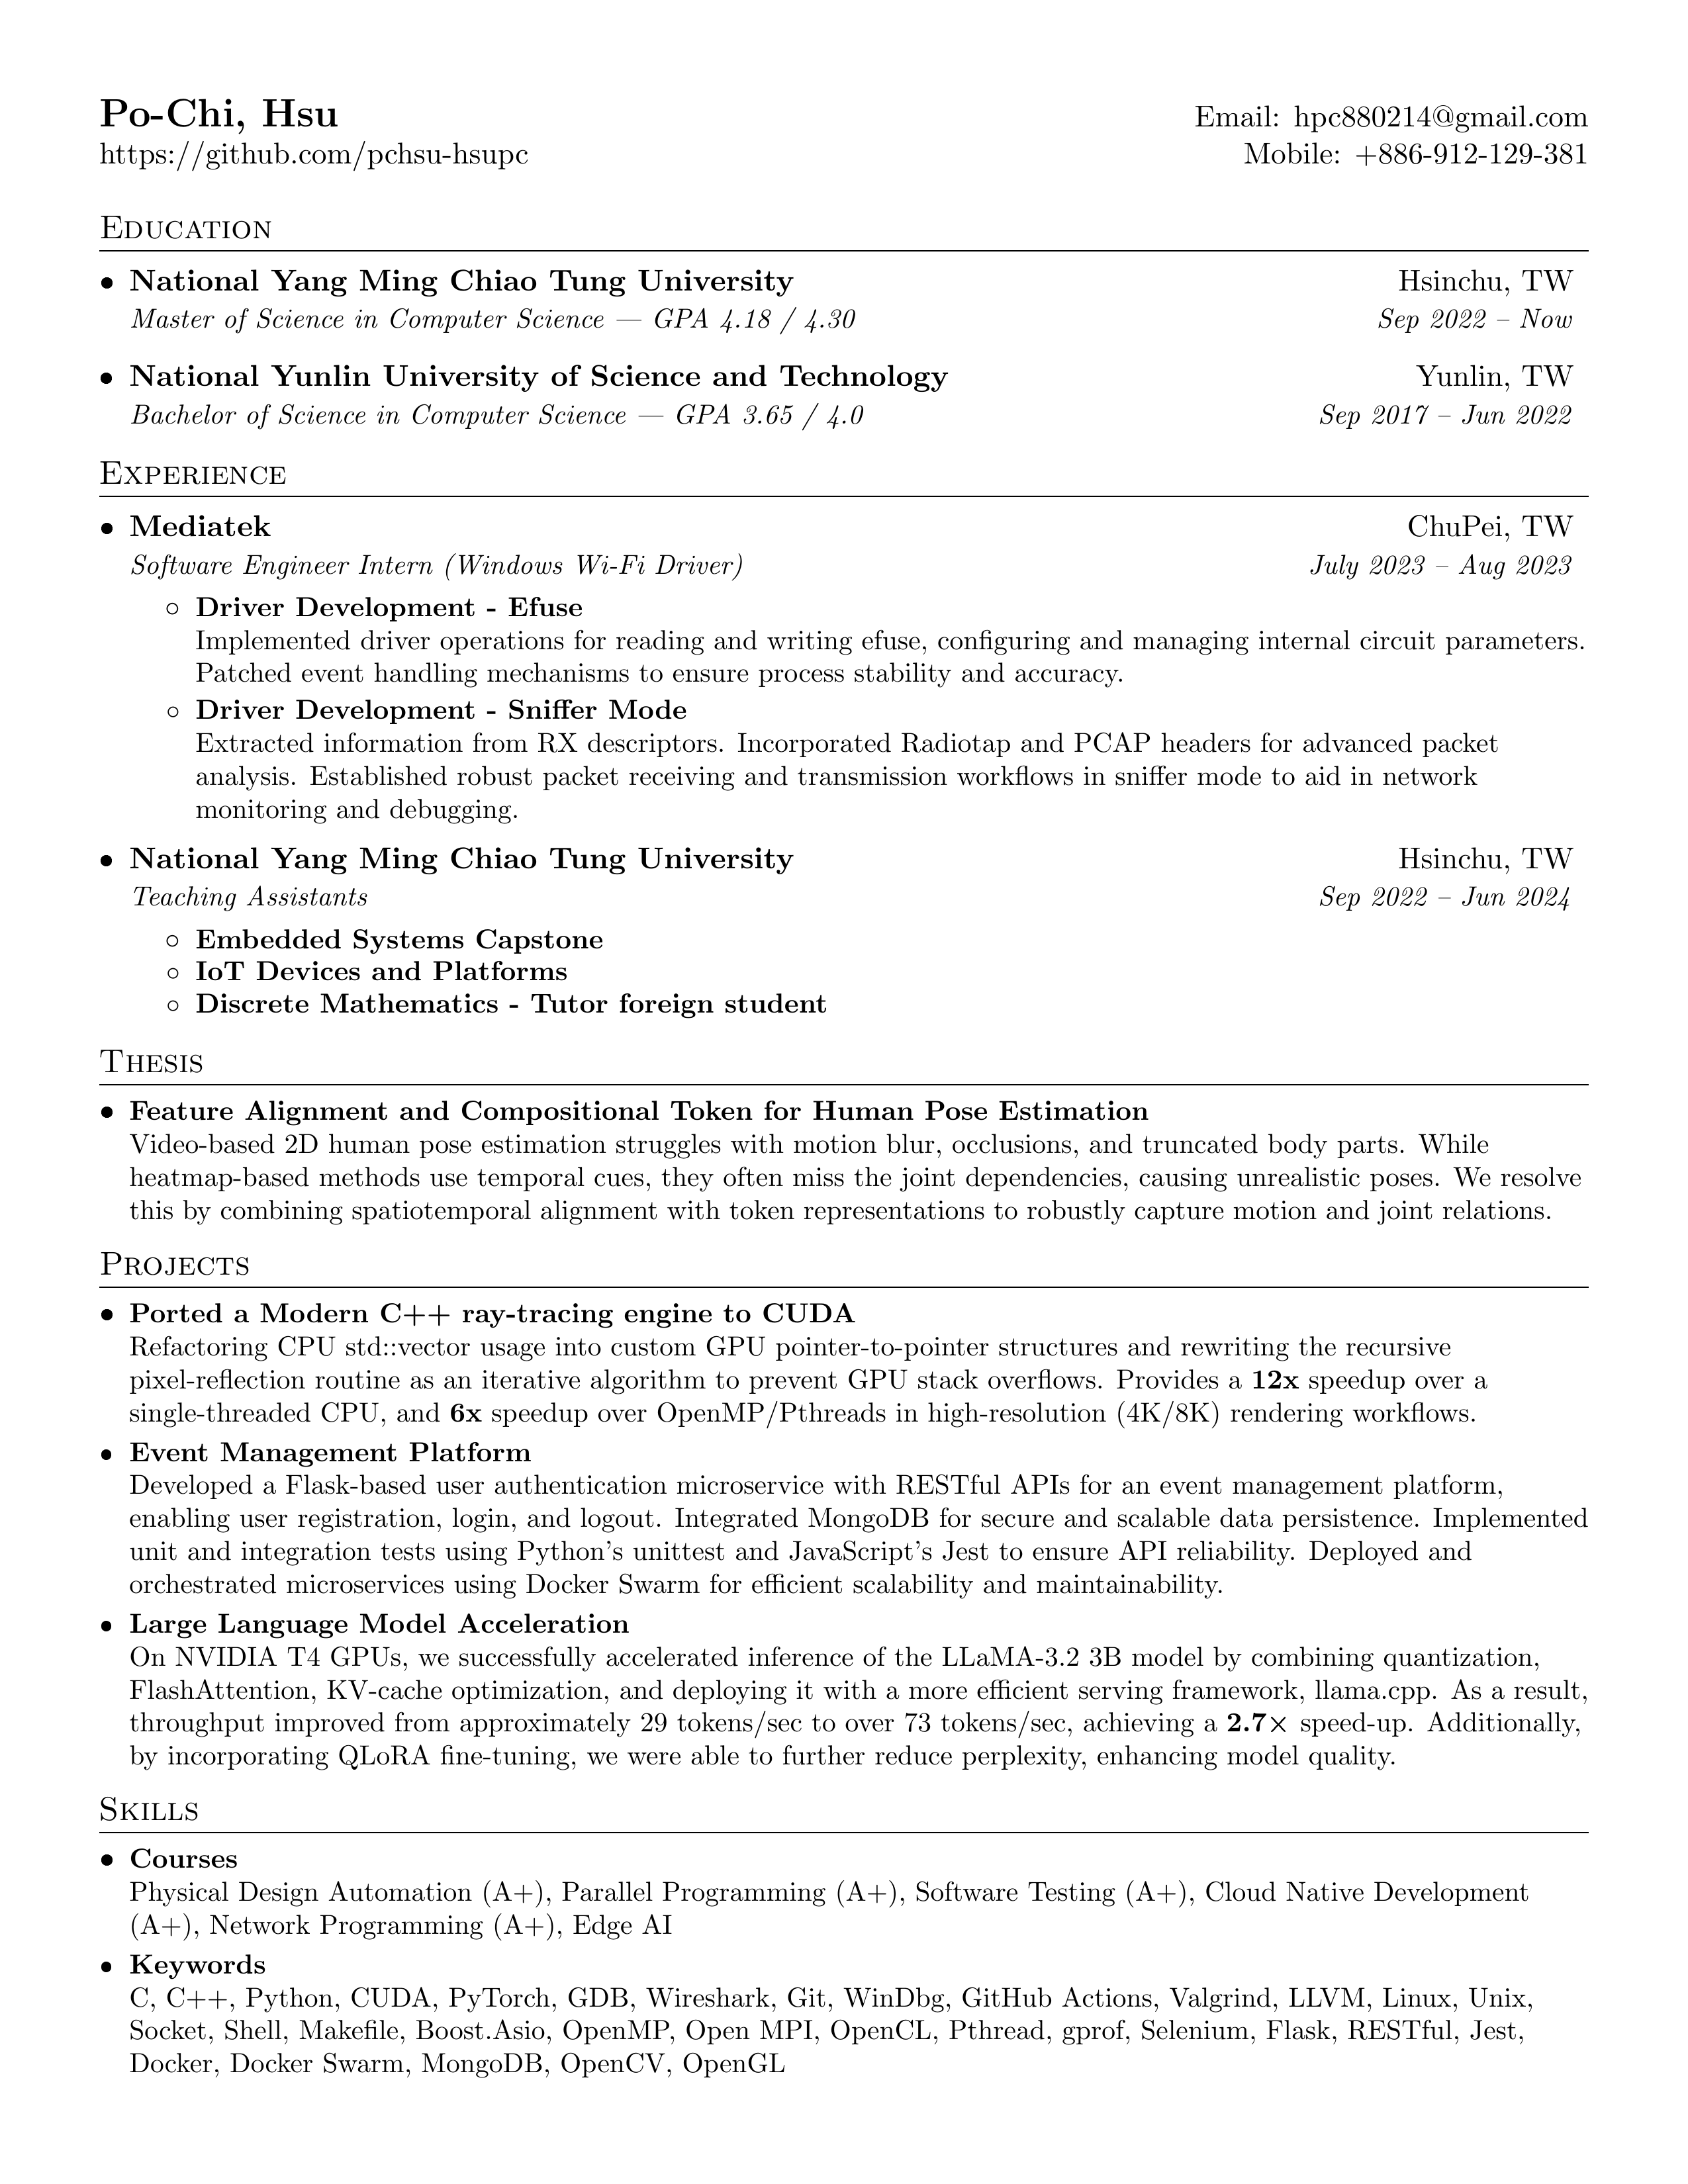 Po-Chi, Hsu
Email: hpc880214@gmail.com
https://github.com/pchsu-hsupc
Mobile: +886-912-129-381
Education
• National Yang Ming Chiao Tung University Hsinchu, TW
Master of Science in Computer Science — GPA 4.18 / 4.30 Sep 2022 – Now
• National Yunlin University of Science and Technology Yunlin, TW
Bachelor of Science in Computer Science — GPA 3.65 / 4.0 Sep 2017 – Jun 2022
Experience
• Mediatek ChuPei, TW
Software Engineer Intern (Windows Wi-Fi Driver) July 2023 – Aug 2023
◦ Driver Development - Efuse
Implemented driver operations for reading and writing efuse, configuring and managing internal circuit parameters.
Patched event handling mechanisms to ensure process stability and accuracy.
◦ Driver Development - Sniffer Mode
Extracted information from RX descriptors. Incorporated Radiotap and PCAP headers for advanced packet
analysis. Established robust packet receiving and transmission workflows in sniffer mode to aid in network
monitoring and debugging.
• National Yang Ming Chiao Tung University Hsinchu, TW
Teaching Assistants Sep 2022 – Jun 2024
◦ Embedded Systems Capstone
◦ IoT Devices and Platforms
◦ Discrete Mathematics - Tutor foreign student
Thesis
• Feature Alignment and Compositional Token for Human Pose Estimation
Video-based 2D human pose estimation struggles with motion blur, occlusions, and truncated body parts. While
heatmap-based methods use temporal cues, they often miss the joint dependencies, causing unrealistic poses. We resolve
this by combining spatiotemporal alignment with token representations to robustly capture motion and joint relations.
Projects
• Ported a Modern C++ ray-tracing engine to CUDA
Refactoring CPU std::vector usage into custom GPU pointer-to-pointer structures and rewriting the recursive
pixel-reflection routine as an iterative algorithm to prevent GPU stack overflows. Provides a 12x speedup over a
single-threaded CPU, and 6x speedup over OpenMP/Pthreads in high-resolution (4K/8K) rendering workflows.
• Event Management Platform
Developed a Flask-based user authentication microservice with RESTful APIs for an event management platform,
enabling user registration, login, and logout. Integrated MongoDB for secure and scalable data persistence. Implemented
unit and integration tests using Python's unittest and JavaScript's Jest to ensure API reliability. Deployed and
orchestrated microservices using Docker Swarm for efficient scalability and maintainability.
• Large Language Model Acceleration
On NVIDIA T4 GPUs, we successfully accelerated inference of the LLaMA-3.2 3B model by combining quantization,
FlashAttention, KV-cache optimization, and deploying it with a more efficient serving framework, llama.cpp. As a result,
throughput improved from approximately 29 tokens/sec to over 73 tokens/sec, achieving a 2.7× speed-up. Additionally,
by incorporating QLoRA fine-tuning, we were able to further reduce perplexity, enhancing model quality.
Skills
• Courses
Physical Design Automation (A+), Parallel Programming (A+), Software Testing (A+), Cloud Native Development
(A+), Network Programming (A+), Edge AI
• Keywords
C, C++, Python, CUDA, PyTorch, GDB, Wireshark, Git, WinDbg, GitHub Actions, Valgrind, LLVM, Linux, Unix,
Socket, Shell, Makefile, Boost.Asio, OpenMP, Open MPI, OpenCL, Pthread, gprof, Selenium, Flask, RESTful, Jest,
Docker, Docker Swarm, MongoDB, OpenCV, OpenGL